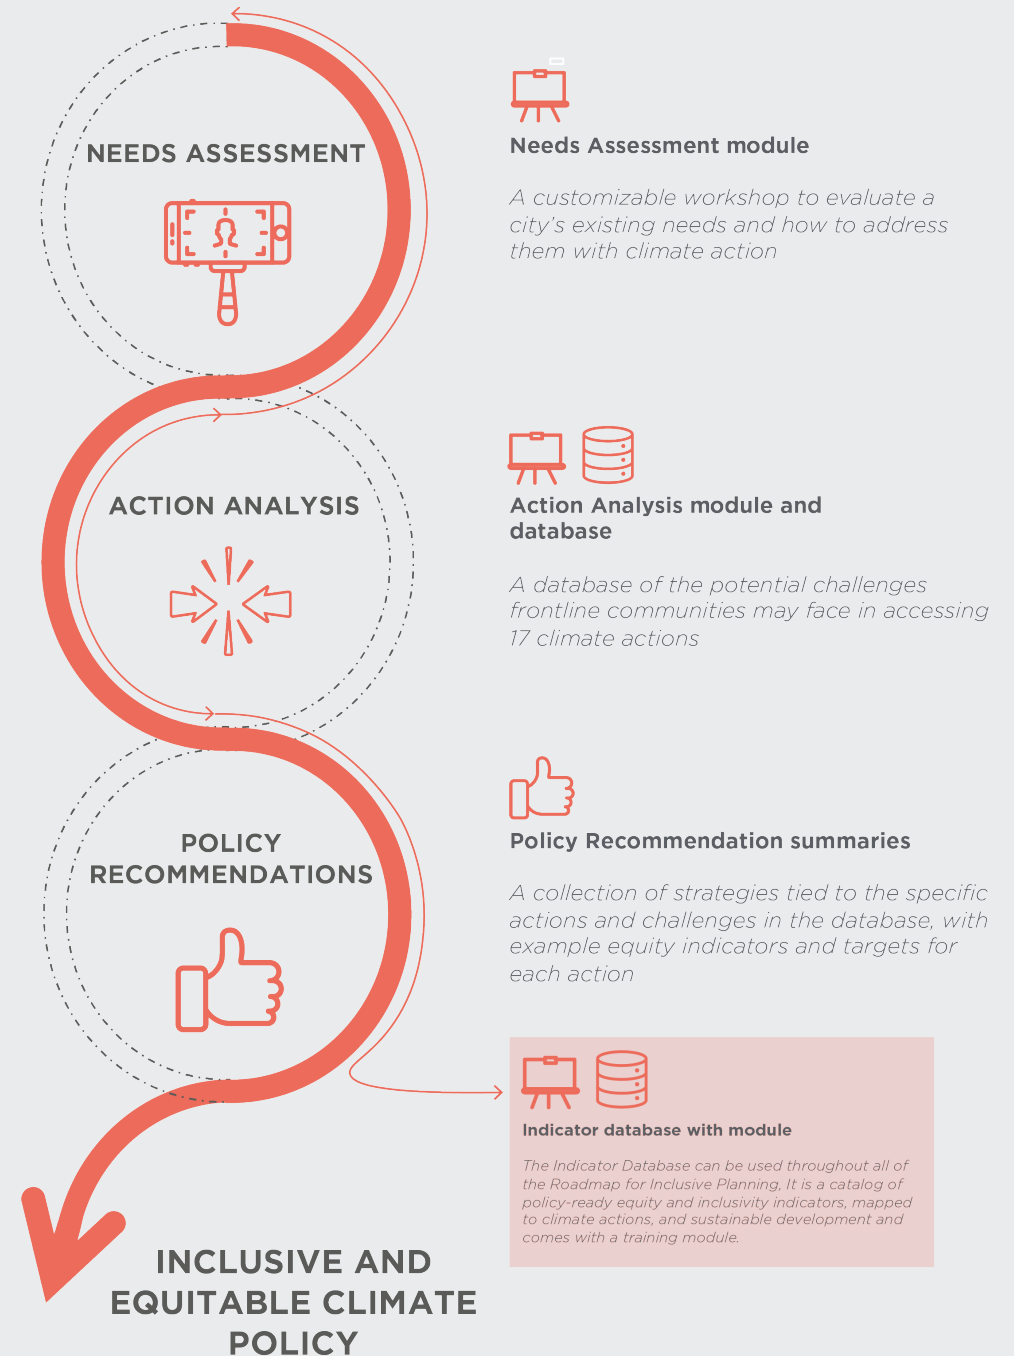 NEEDS ASSESSMENT
Needs Assessment module
A customizable workshop to evaluate a
city's existing needs and how to address
them with climate action
ACTION ANALYSIS
Action Analysis module and
database
A database of the potential challenges
frontline communities may face in accessing
17 climate actions
POLICY
RECOMMENDATIONS
Policy Recommendation summaries
A collection of strategies tied to the specific
actions and challenges in the database, with
example equity indicators and targets for
each action
Indicator database with module
The Indicator Database can be used throughout all of
the Roadmap for Inclusive Planning, It is a catalog of
policy-ready equity and inclusivity indicators, mapped
to climate actions, and sustainable development and
comes with a training module.
INCLUSIVE AND
EQUITABLE CLIMATE
POLICY